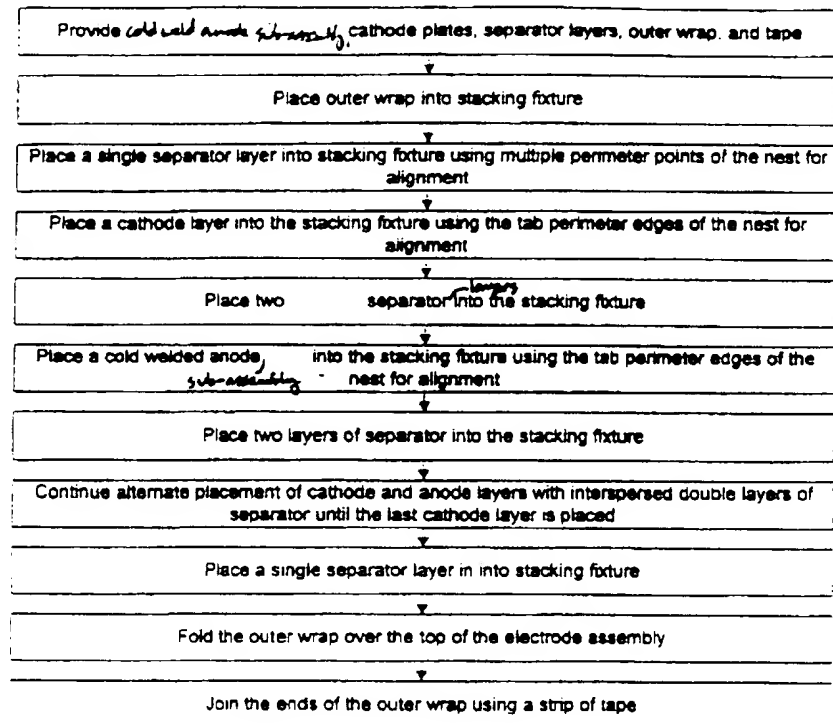 Provide cold weld anode sub-assembly, cathode plates, separator layers, outer wrap, and tape
Place outer wrap into stacking fixture
Place a single separator layer into stacking fixture using multiple perimeter points of the nest for
alignment
Place a cathode layer into the stacking fixture using the tab perimeter edges of the nest for
alignment
layers
Place two separator into the stacking fixture
Place a cold welded anode, into the stacking fixture using the tab perimeter edges of the
sub-assembly nest for alignment
Place two layers of separator into the stacking fixture
Continue alternate placement of cathode and anode layers with interspersed double layers of
separator until the last cathode layer is placed
Place a single separator layer in into stacking fixture
Fold the outer wrap over the top of the electrode assembly
Join the ends of the outer wrap using a strip of tape